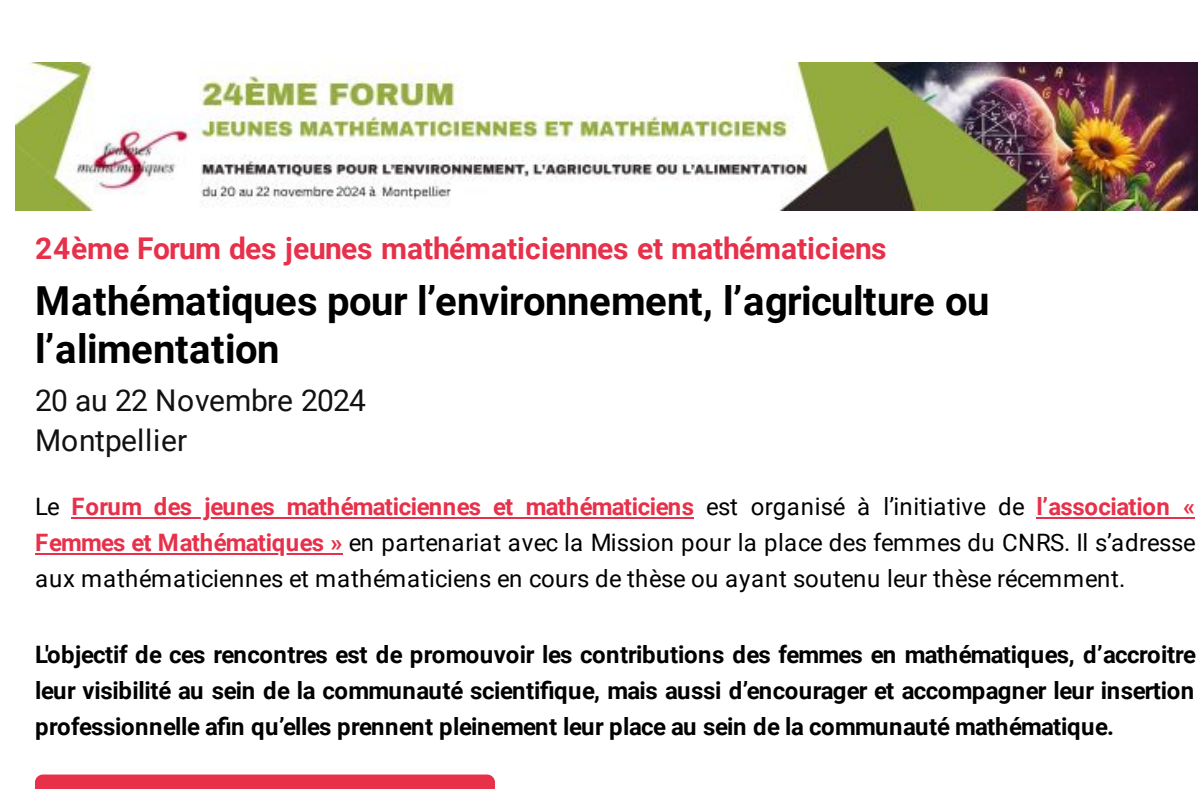 24ÈME FORUM
JEUNES MATHÉMATICIENNES ET MATHÉMATICIENS
femmes
&
mathématiques
MATHÉMATIQUES POUR L'ENVIRONNEMENT, L'AGRICULTURE OU L'ALIMENTATION
du 20 au 22 novembre 2024 à Montpellier
24ème Forum des jeunes mathématiciennes et mathématiciens
Mathématiques pour l’environnement, l’agriculture ou
l’alimentation
20 au 22 Novembre 2024
Montpellier
Le Forum des jeunes mathématiciennes et mathématiciens est organisé à l’initiative de l’association «
Femmes et Mathématiques » en partenariat avec la Mission pour la place des femmes du CNRS. Il s’adresse
aux mathématiciennes et mathématiciens en cours de thèse ou ayant soutenu leur thèse récemment.
L'objectif de ces rencontres est de promouvoir les contributions des femmes en mathématiques, d’accroitre
leur visibilité au sein de la communauté scientifique, mais aussi d’encourager et accompagner leur insertion
professionnelle afin qu’elles prennent pleinement leur place au sein de la communauté mathématique.